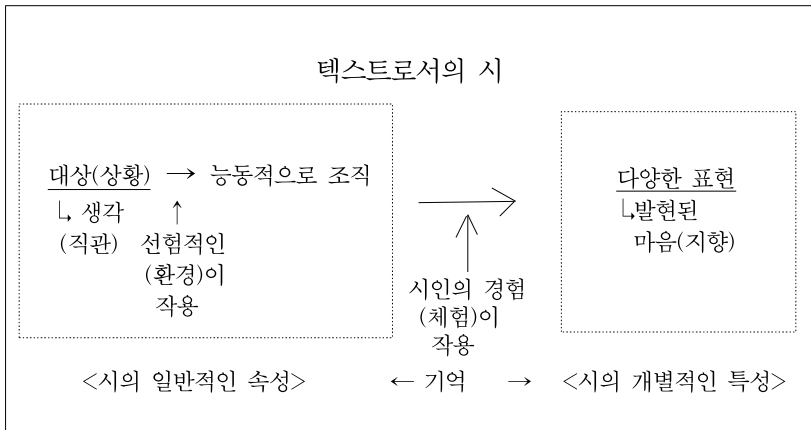 텍스트로서의 시
대상(상황) → 능동적으로 조직
↳ 생각 ↑
(직관) 선험적인
(환경)이
작용
시인의 경험
(체험)이
작용
다양한 표현
↳발현된
마음(지향)
<시의 일반적인 속성> ← 기억 → <시의 개별적인 특성>